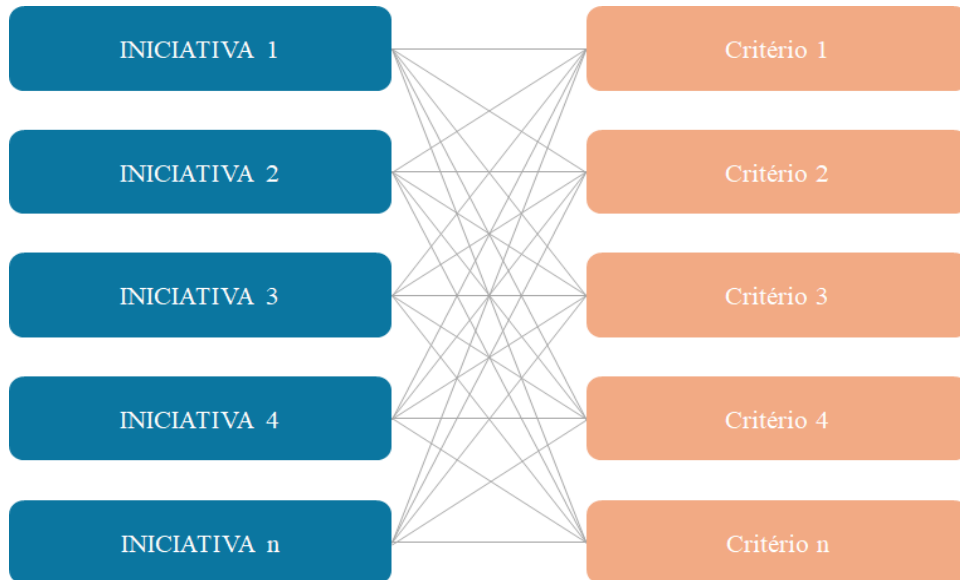 INICIATIVA 1
Critério 1
INICIATIVA 2
Critério 2
INICIATIVA 3
Critério 3
INICIATIVA 4
Critério 4
INICIATIVA n
Critério n